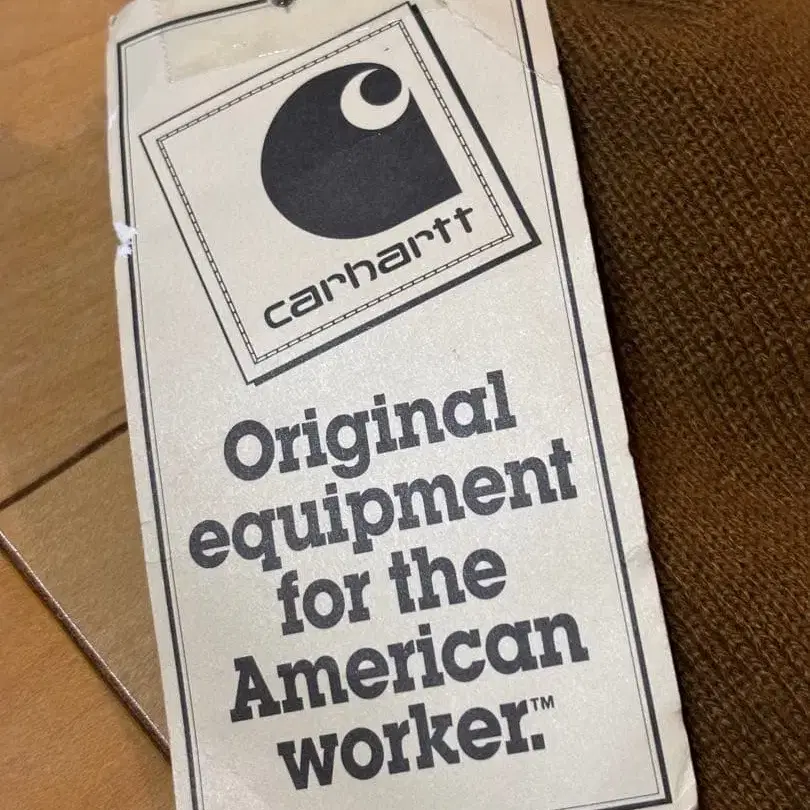 carhartt
Original
equipment
for the
American
worker.™